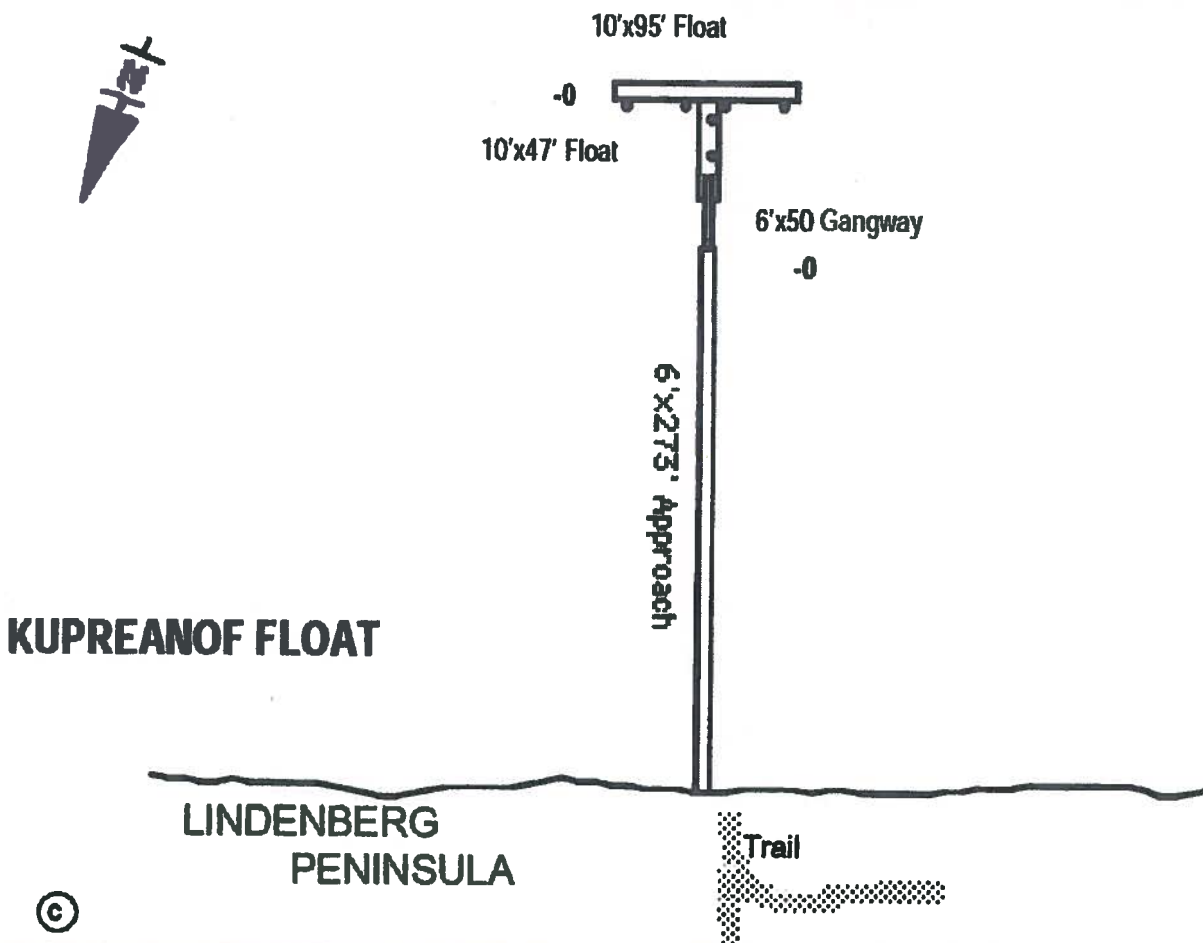 10'x95' Float
N
-0
10'x47' Float
6'x50 Gangway
-0
6'x273' Approach
KUPREANOF FLOAT
LINDENBERG
PENINSULA
Trail
©